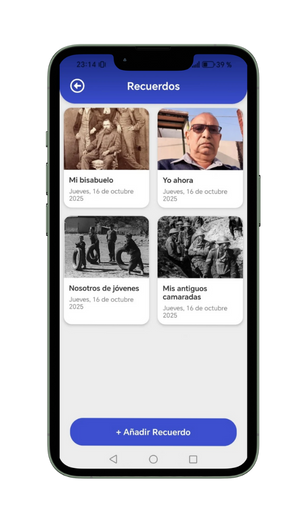 23:14
39 %
Recuerdos
Mi bisabuelo
Jueves, 16 de octubre
2025
Yo ahora
Jueves, 16 de octubre
2025
Nosotros de jóvenes
Jueves, 16 de octubre
2025
Mis antiguos
camaradas
Jueves, 16 de octubre
2025
+ Añadir Recuerdo